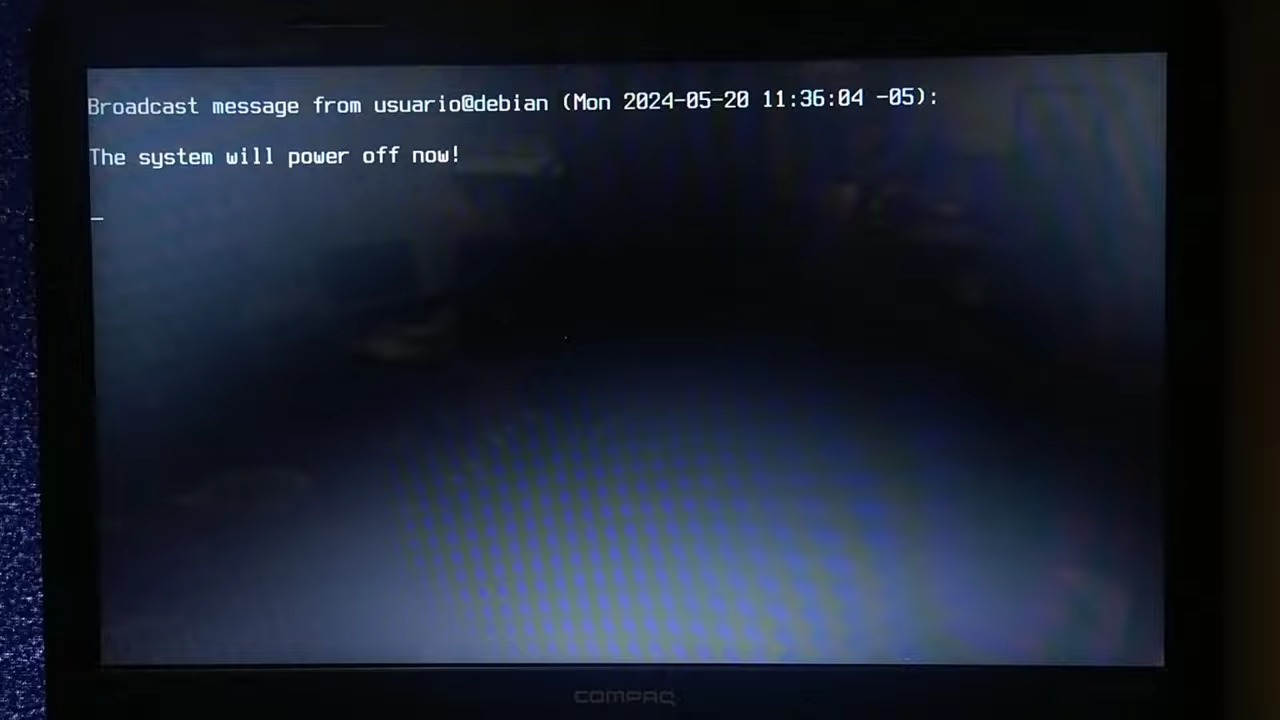 Broadcast message from usuario@debian (Mon 2024-05-20 11:36:04 -05):
The system will power off now!
COMPAQ